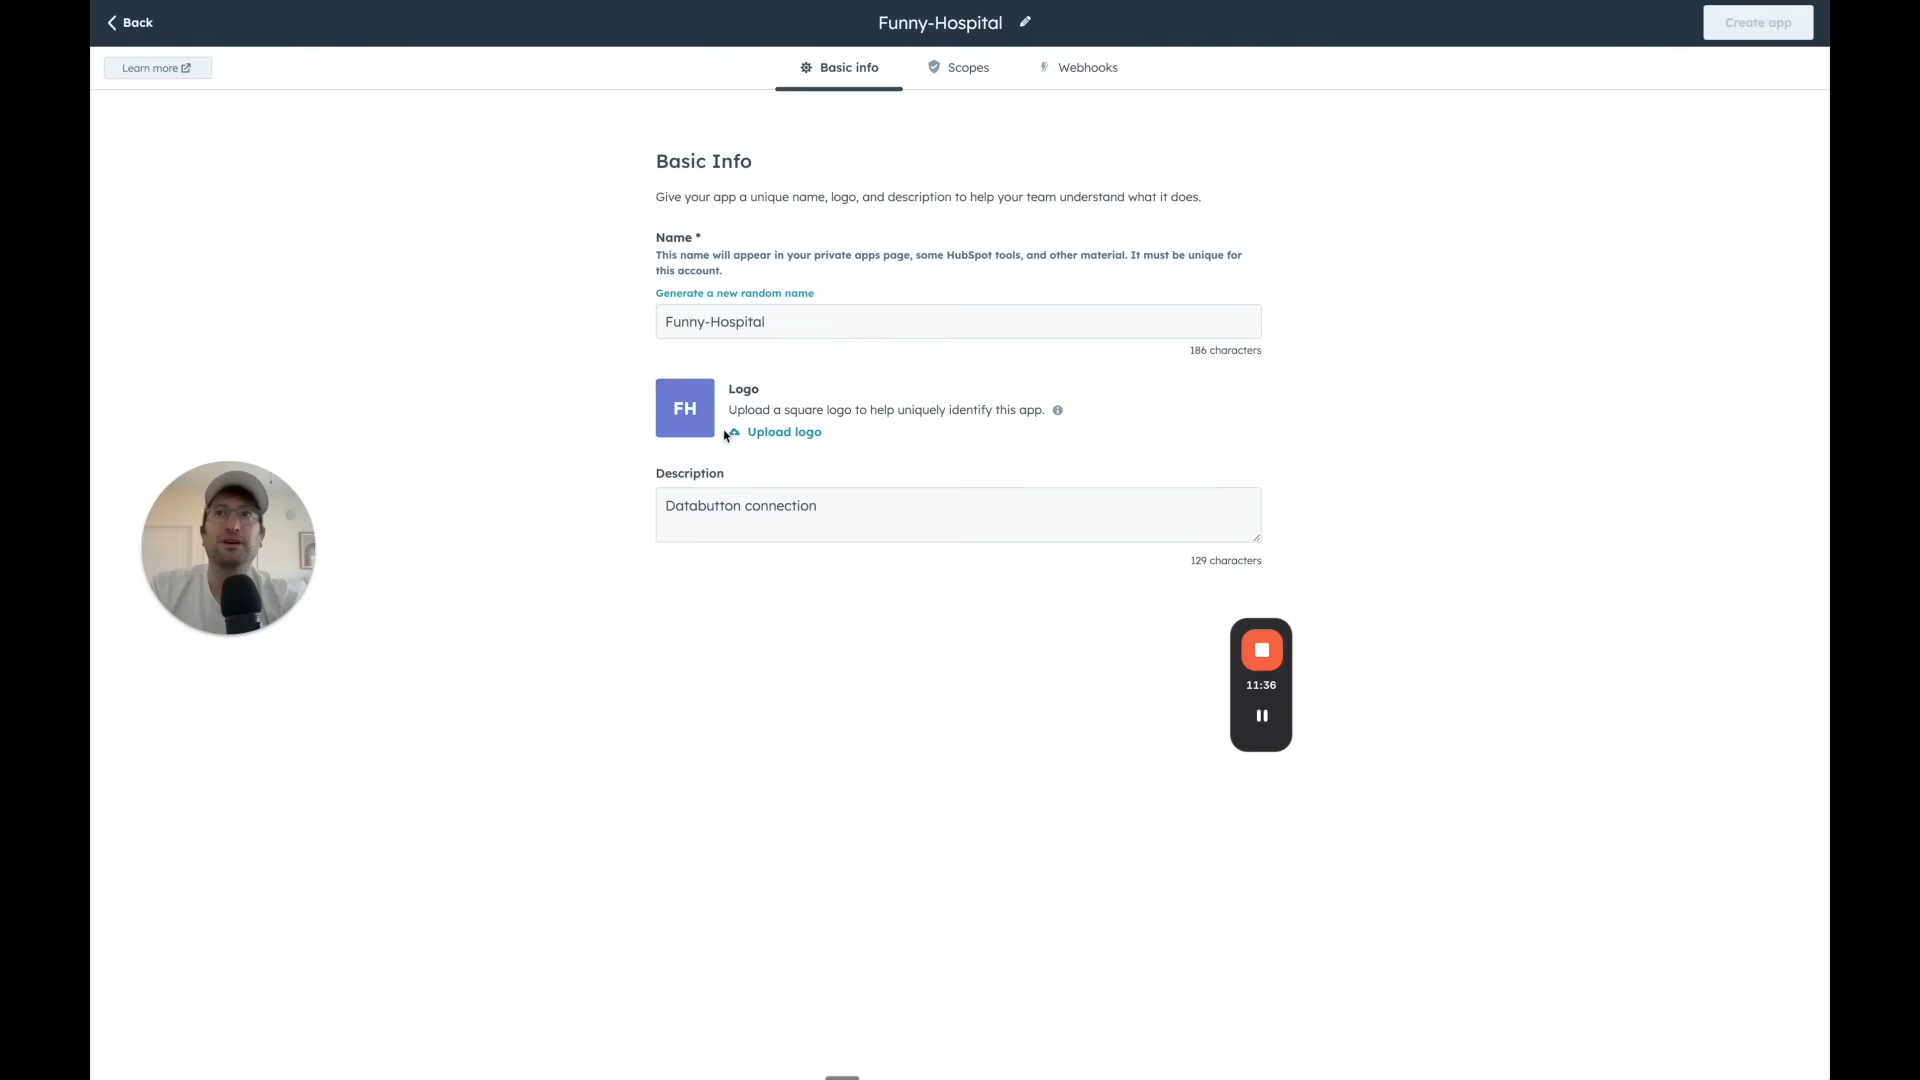 Back
Funny-Hospital
Create app
Learn more
Basic info
Scopes
Webhooks
Basic Info
Give your app a unique name, logo, and description to help your team understand what it does.
Name *
This name will appear in your private apps page, some HubSpot tools, and other material. It must be unique for
this account.
Generate a new random name
Funny-Hospital
186 characters
FH
Logo
Upload a square logo to help uniquely identify this app.
Upload logo
Description
Databutton connection
129 characters
11:36